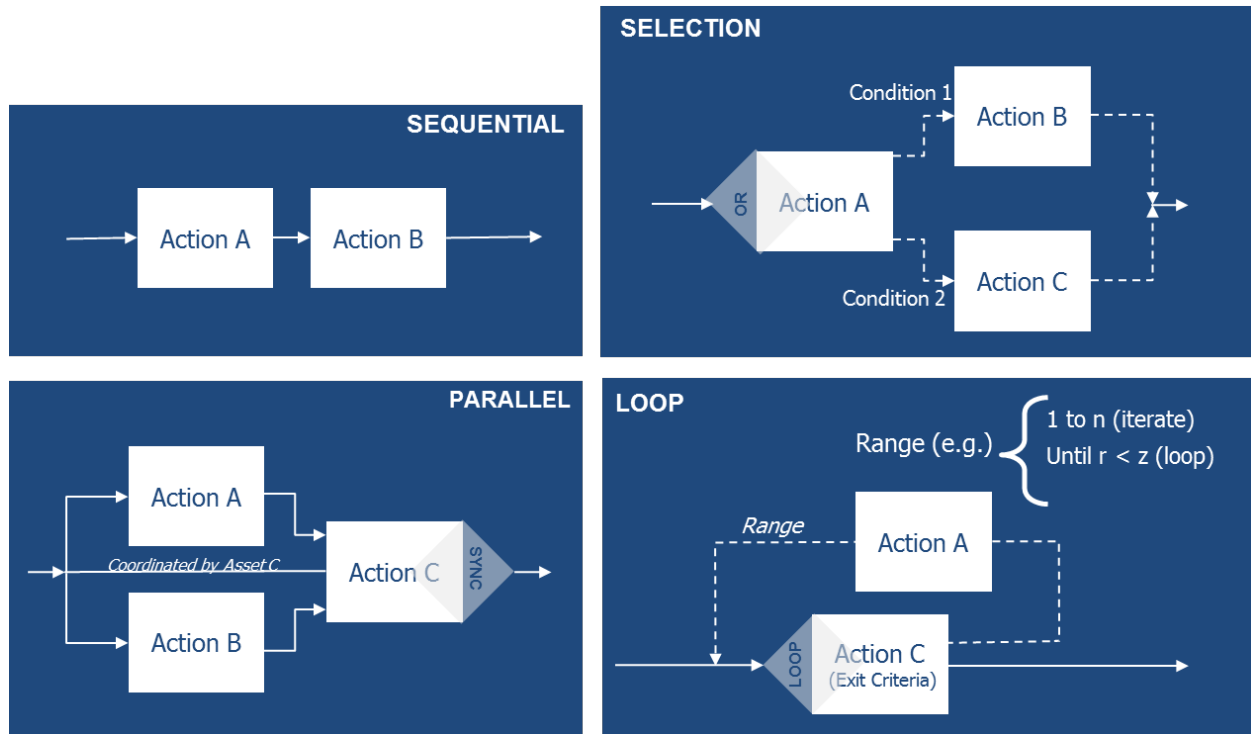 SEQUENTIAL
Action A
Action B
SELECTION
Condition 1
Action B
OR
Action A
Condition 2
Action C
PARALLEL
Action A
Coordinated by Asset C
Action C
SYNC
Action B
LOOP
Range (e.g.)
1 to n (iterate)
Until r < z (loop)
Range
Action A
LOOP
Action C
(Exit Criteria)